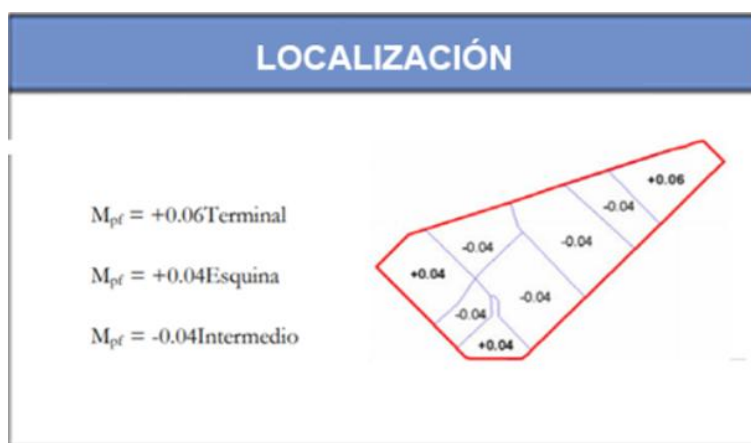 LOCALIZACIÓN
+0.06
Mpf = +0.06Terminal
-0.04
-0.04
-0.04
+0.04
Mpf = +0.04Esquina
-0.04
-0.04
Mpf = -0.04Intermedio
+0.04